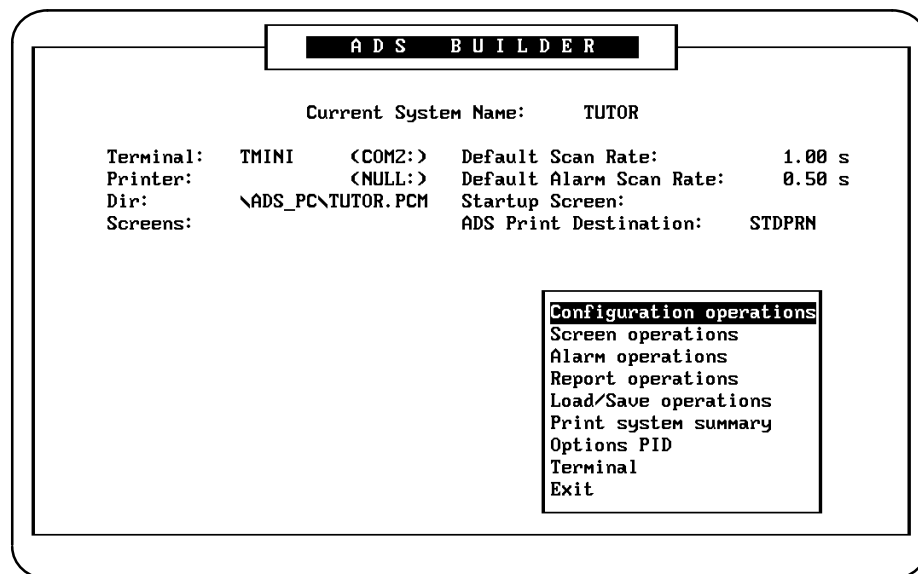 ADS BUILDER
Current System Name: TUTOR
Terminal: TMINI (COM2:) Default Scan Rate: 1.00 s
Printer: (NULL:) Default Alarm Scan Rate: 0.50 s
Dir: \ADS_PC\TUTOR.PCM Startup Screen:
Screens: ADS Print Destination: STDPRN
Configuration operations
Screen operations
Alarm operations
Report operations
Load/Save operations
Print system summary
Options PID
Terminal
Exit